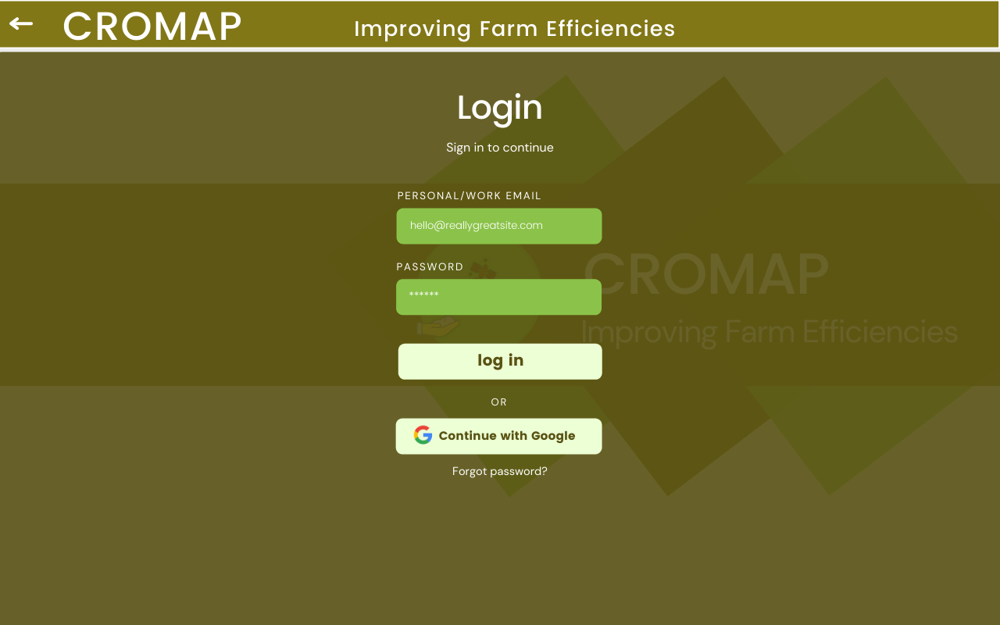 CROMAP
Improving Farm Efficiencies
Login
Sign in to continue
PERSONAL/WORK EMAIL
hello@reallygreatsite.com
PASSWORD
******
CROMAP
Improving Farm Efficiencies
log in
OR
Continue with Google
Forgot password?